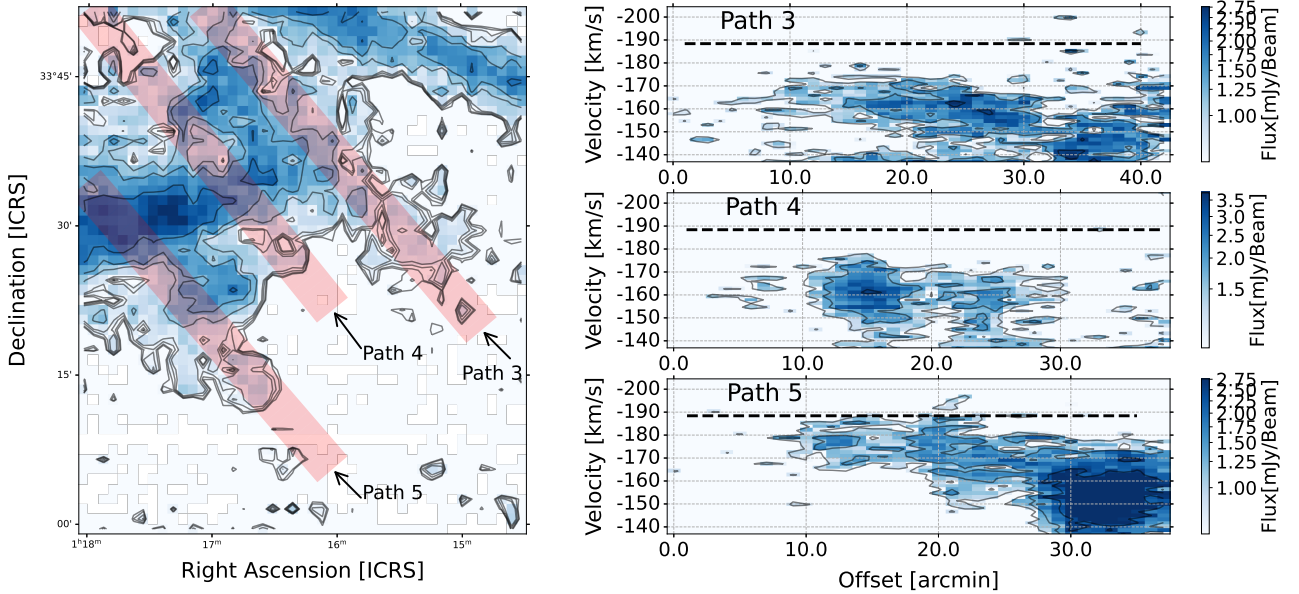 33°45'
30'
15'
00'
1ʰ18ᵐ 17ᵐ 16ᵐ 15ᵐ
Declination [ICRS]
Right Ascension [ICRS]
Path 4
Path 3
Path 5
Path 3
-200
-190
-180
-170
-160
-150
-140
0.0 10.0 20.0 30.0 40.0
Velocity [km/s]
2.75
2.50
2.25
2.00
1.75
1.50
1.25
1.00
Flux[mJy/Beam]
Path 4
-200
-190
-180
-170
-160
-150
-140
0.0 10.0 20.0 30.0
Velocity [km/s]
3.5
3.0
2.5
2.0
1.5
Flux[mJy/Beam]
Path 5
-200
-190
-180
-170
-160
-150
-140
0.0 10.0 20.0 30.0
Velocity [km/s]
Offset [arcmin]
2.75
2.50
2.25
2.00
1.75
1.50
1.25
1.00
Flux[mJy/Beam]